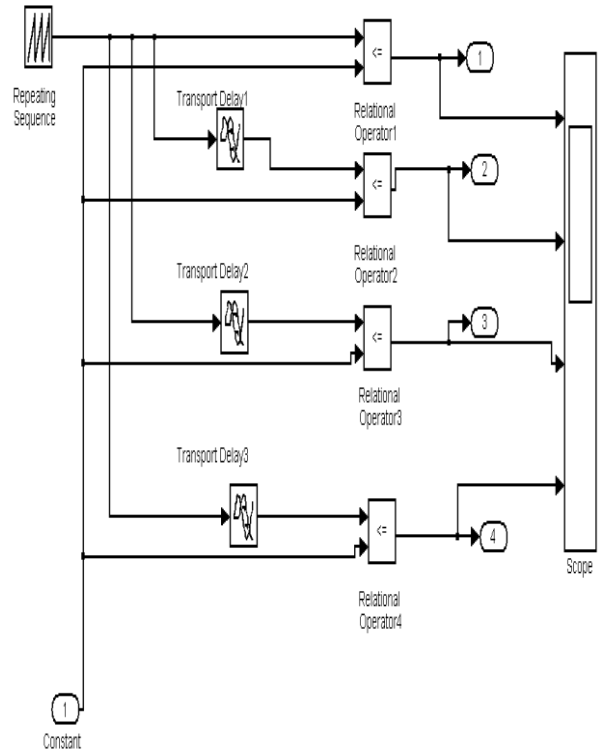 <=
1
Repeating
Sequence
Transport Delay1
Relational
Operator1
<=
2
Relational
Operator2
Transport Delay2
<=
3
Relational
Operator3
Transport Delay3
<=
4
Scope
Relational
Operator4
1
Constant